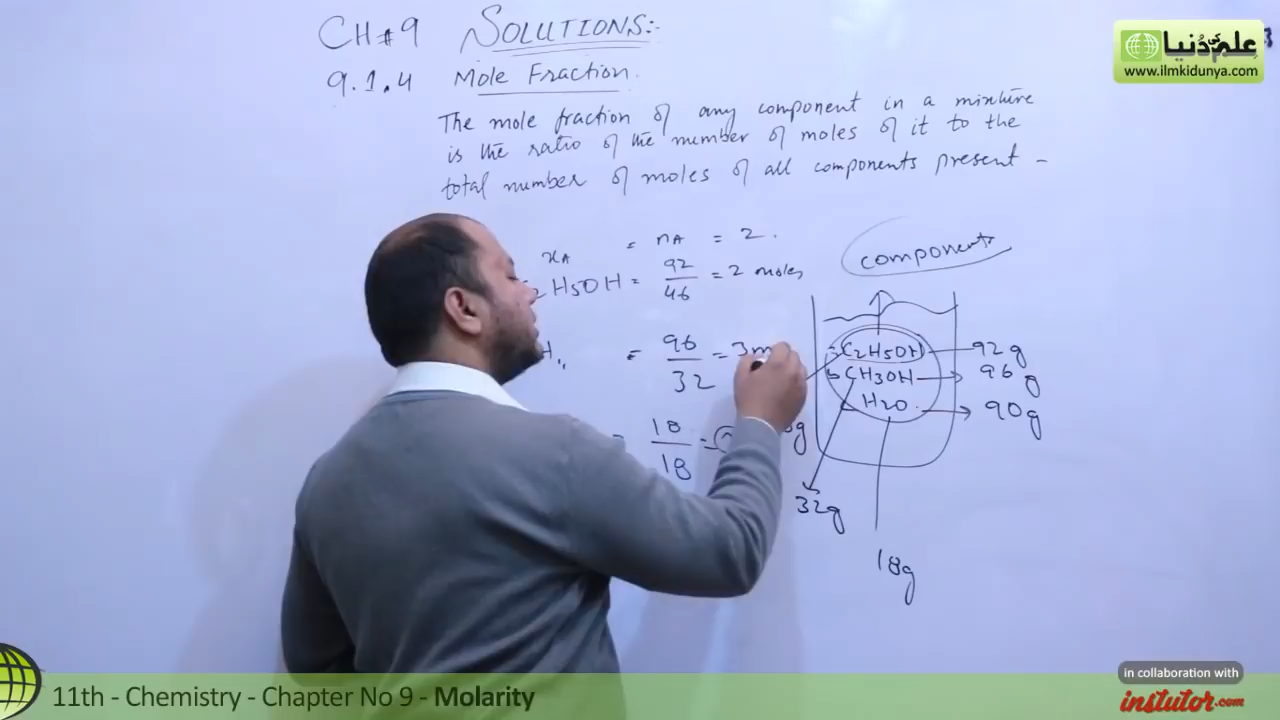 CH#9 SOLUTIONS:-
9.1.4 Mole Fraction.
The mole fraction of any component in a mixture
is the ratio of the number of moles of it to the
total number of moles of all components present -
xA = nA = 2.
H5OH = 92/46 = 2 moles
= 96/32 = 3m
18/18 =
components
C2H5OH 92g
CH3OH 96g
H2O. 90g
32g
18g
علم کی دنیا
www.ilmkidunya.com
11th - Chemistry - Chapter No 9 - Molarity
in collaboration with
instutor.com